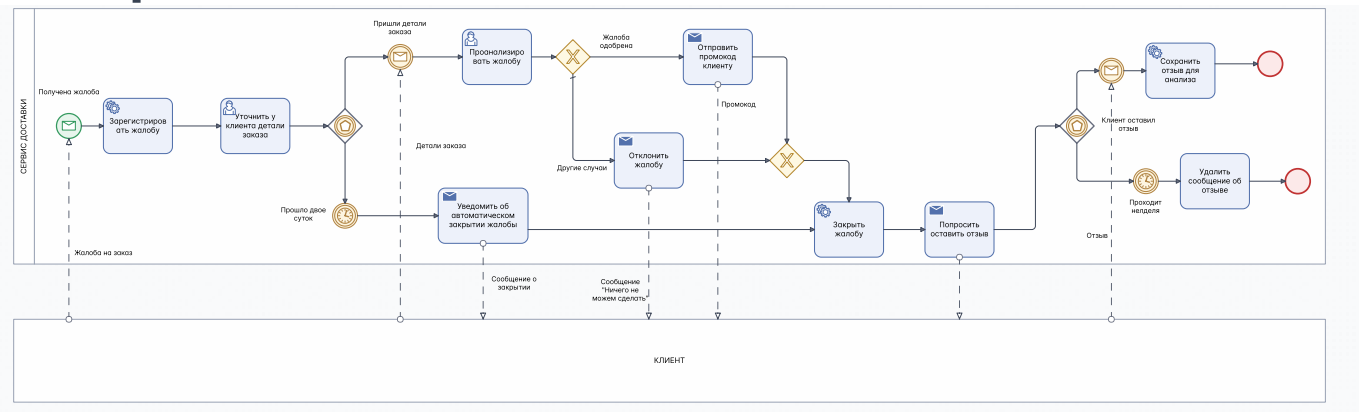 СЕРВИС ДОСТАВКИ
Получена жалоба
Зарегистриров
ать жалобу
Уточнить у
клиента детали
заказа
Пришли детали
заказа
Проанализиро
вать жалобу
Жалоба
одобрена
Отправить
промокод
клиенту
Промокод
Детали заказа
Другие случаи
Отклонить
жалобу
Прошло двое
суток
Уведомить об
автоматическом
закрытии жалобы
Закрыть
жалобу
Попросить
оставить отзыв
Клиент оставил
отзыв
Сохранить
отзыв для
анализа
Проходит
ненделя
Удалить
сообщение об
отзыве
Отзыв
Жалоба на заказ
Сообщение о
закрытии
Сообщение
"Ничего не
можем сделать"
КЛИЕНТ